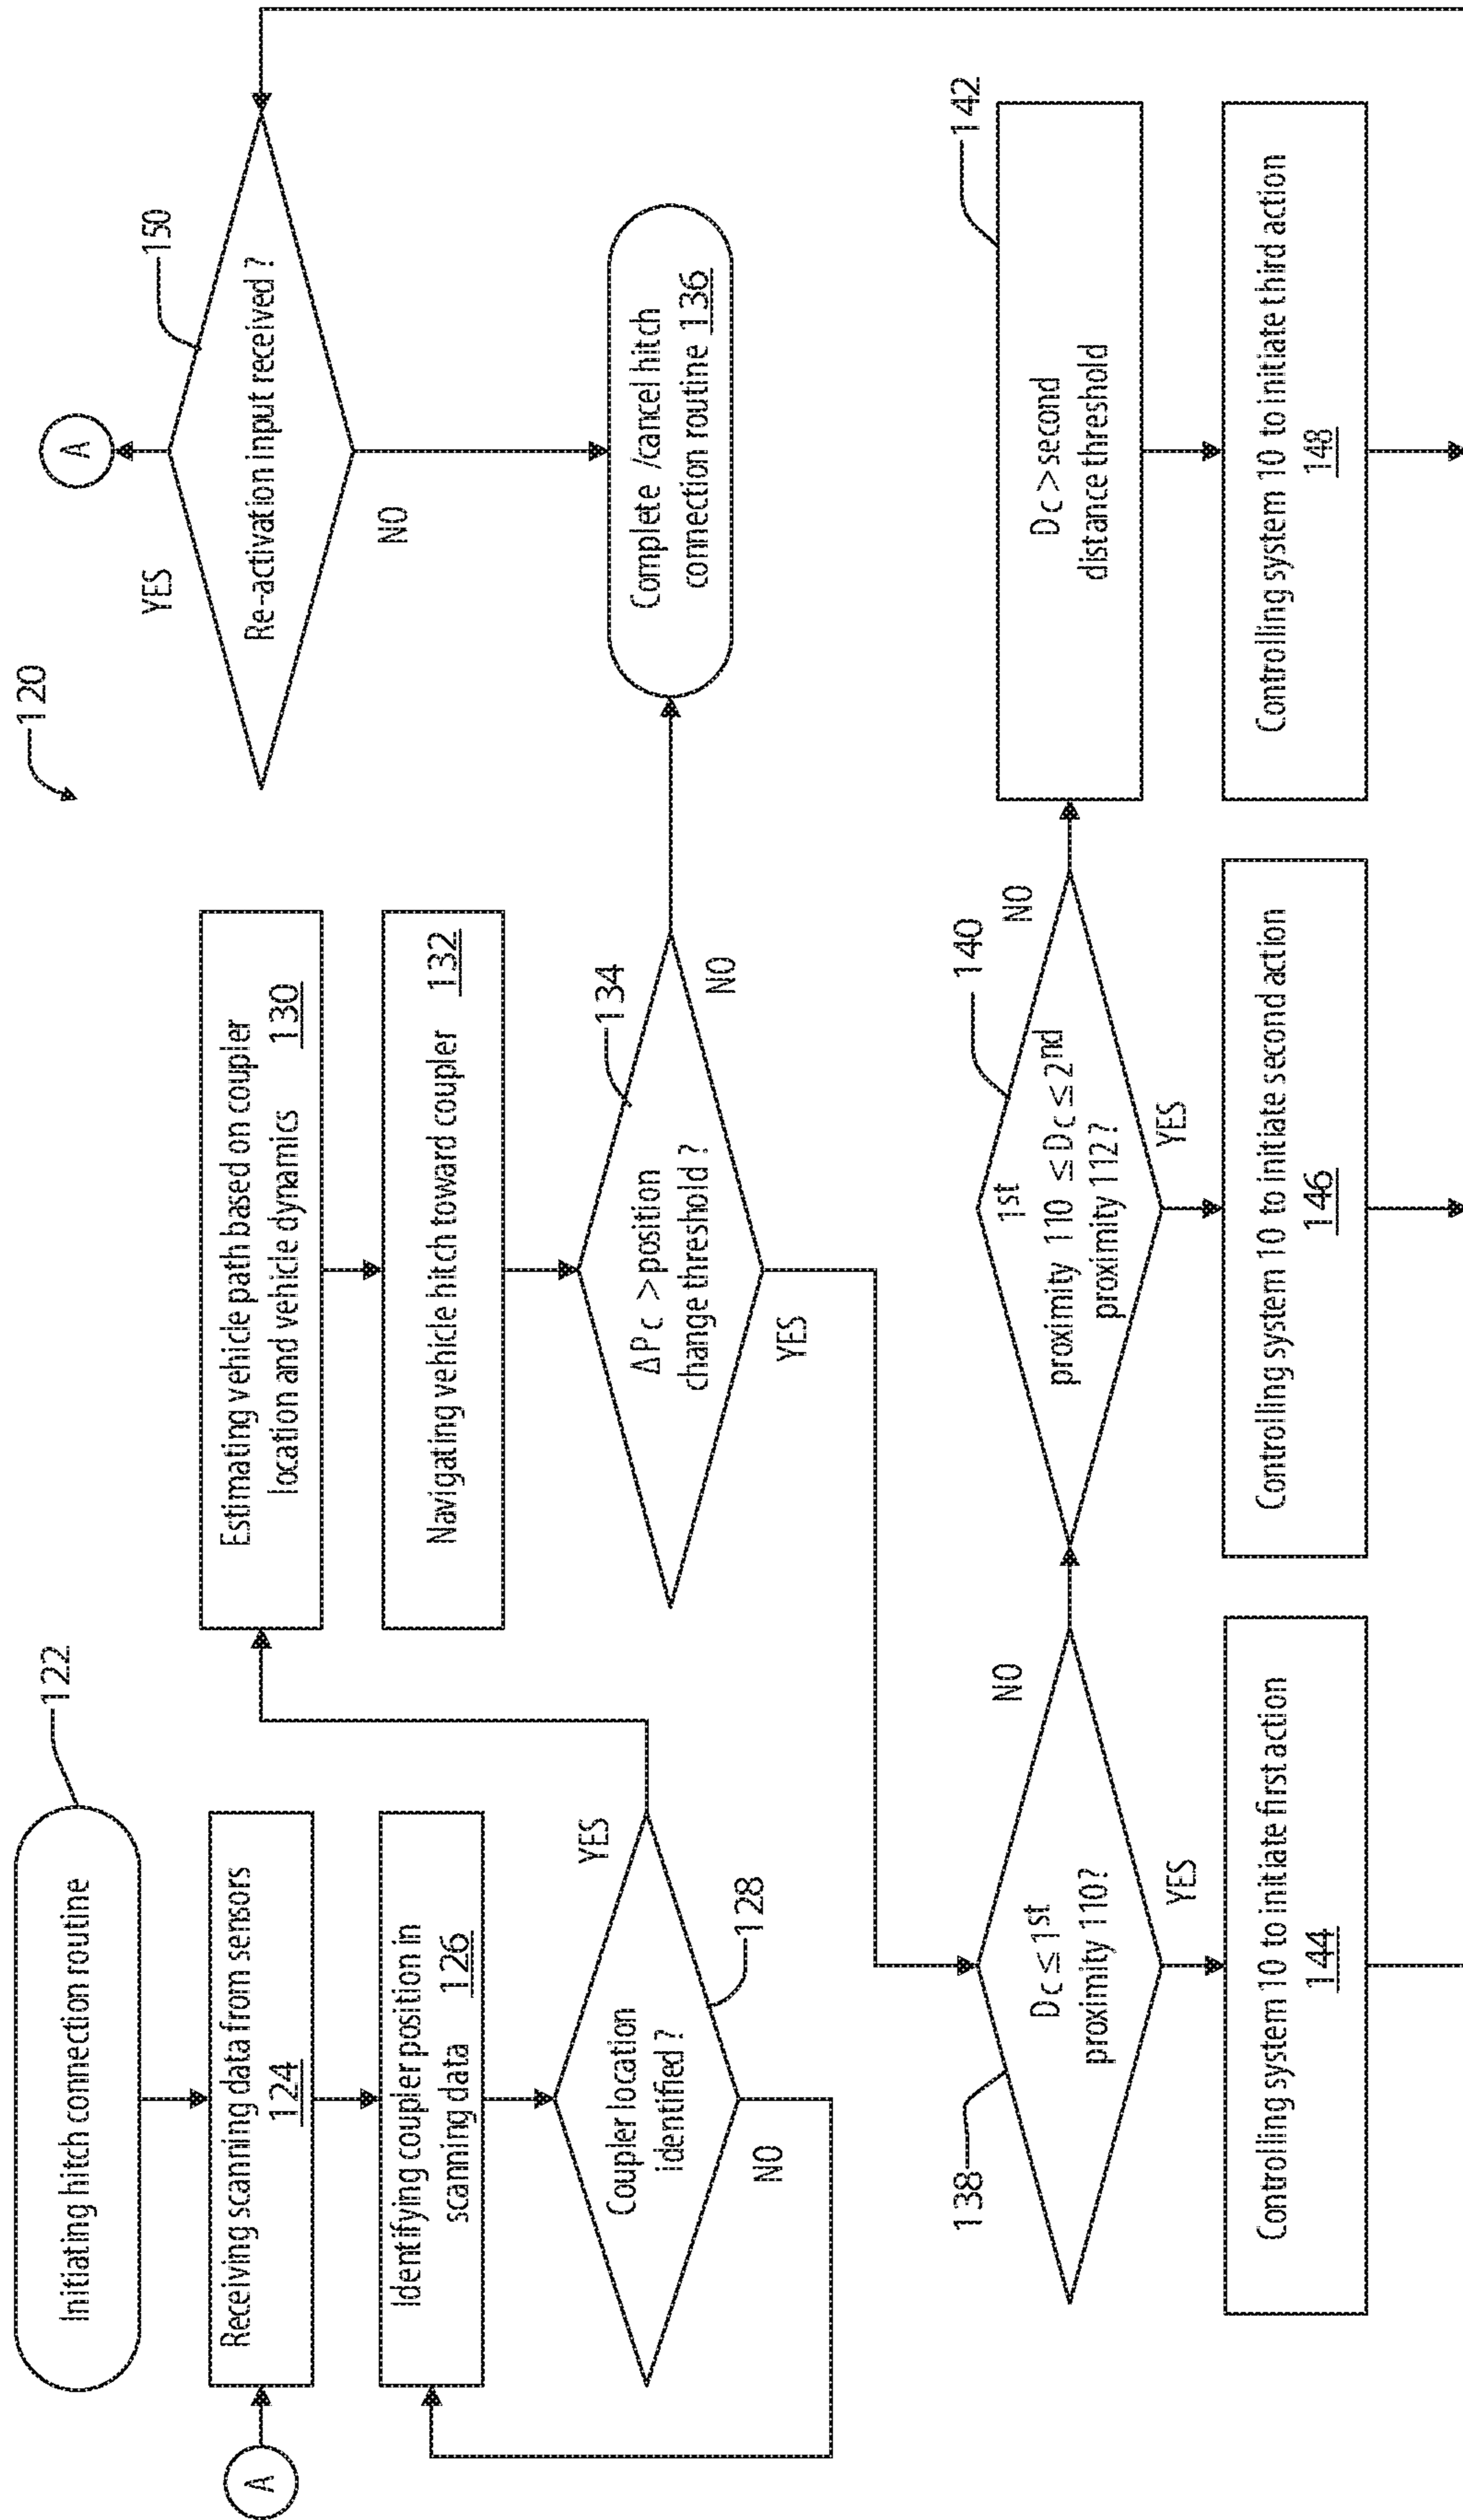 120
122
Initiating hitch connection routine
A
Receiving scanning data from sensors
124
Identifying coupler position in
scanning data 126
Coupler location
identified ?
128
YES
NO
Estimating vehicle path based on coupler
location and vehicle dynamics 130
Navigating vehicle hitch toward coupler 132
134
ΔPC >position
change threshold ?
NO
YES
A
YES
150
Re-activation input received ?
NO
Complete /cancel hitch
connection routine 136
138
DC ≤ 1st
proximity 110?
NO
YES
140
1st
proximity 110 ≤ DC ≤ 2nd
proximity 112?
NO
YES
142
DC > second
distance threshold
Controlling system 10 to initiate first action
144
Controlling system 10 to initiate second action
146
Controlling system 10 to initiate third action
148